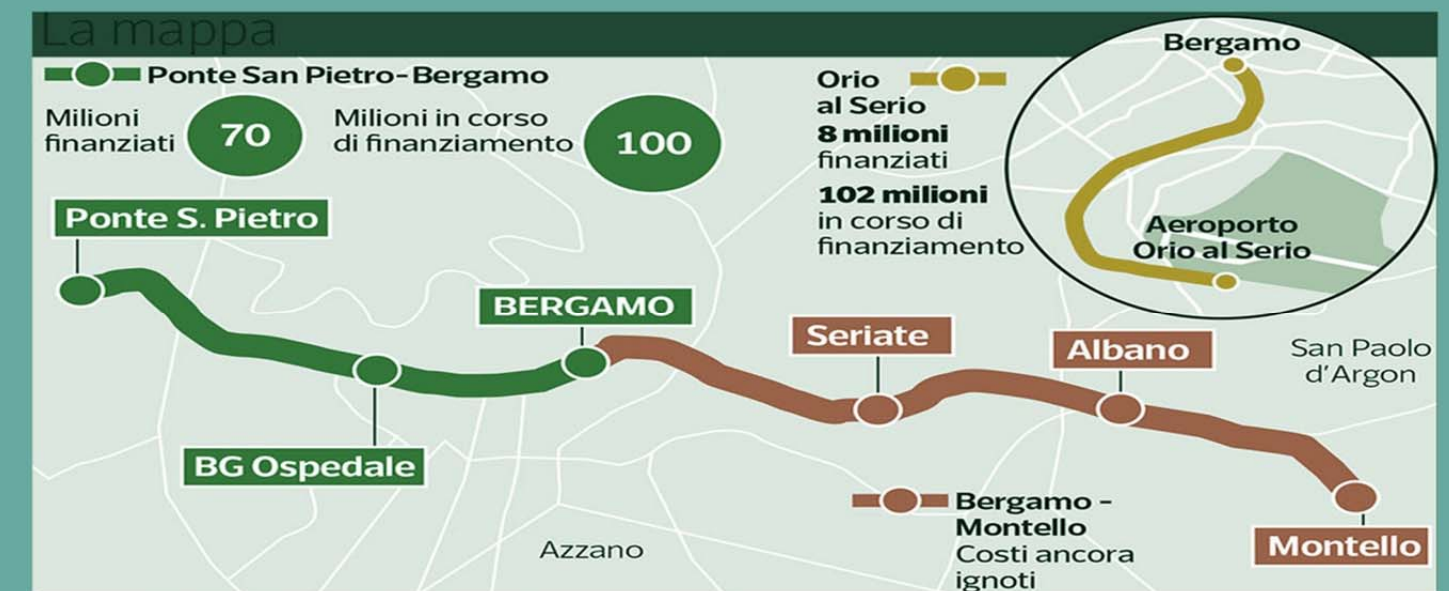 La mappa
Ponte San Pietro-Bergamo
Milioni
finanziati
70
Milioni in corso
di finanziamento
100
Orio
al Serio
8 milioni
finanziati
102 milioni
in corso di
finanziamento
Bergamo
Aeroporto
Orio al Serio
Ponte S. Pietro
BERGAMO
BG Ospedale
Seriate
Albano
San Paolo
d'Argon
Azzano
Bergamo -
Montello
Costi ancora
ignoti
Montello